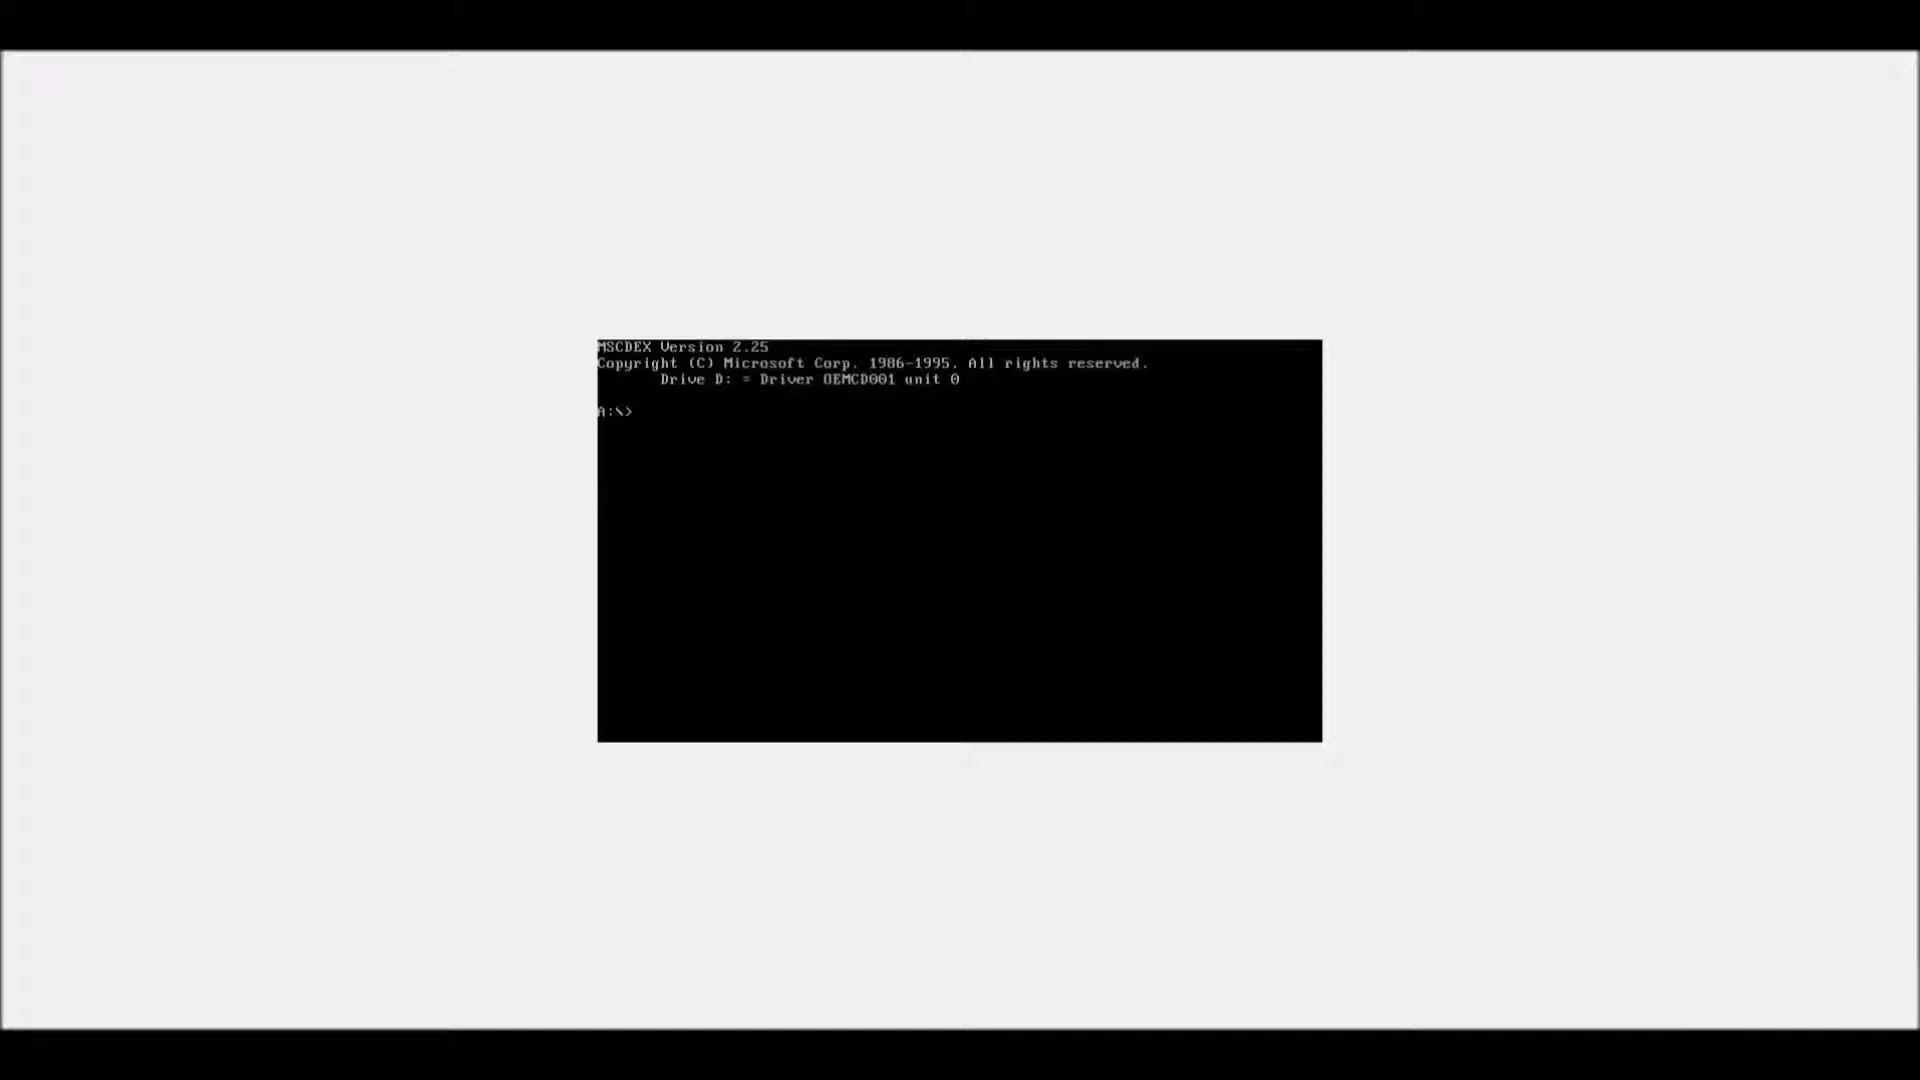 MSCDEX Version 2.25
Copyright (C) Microsoft Corp. 1986-1995. All rights reserved.
Drive D: = Driver OEMCD001 unit 0
A:\>